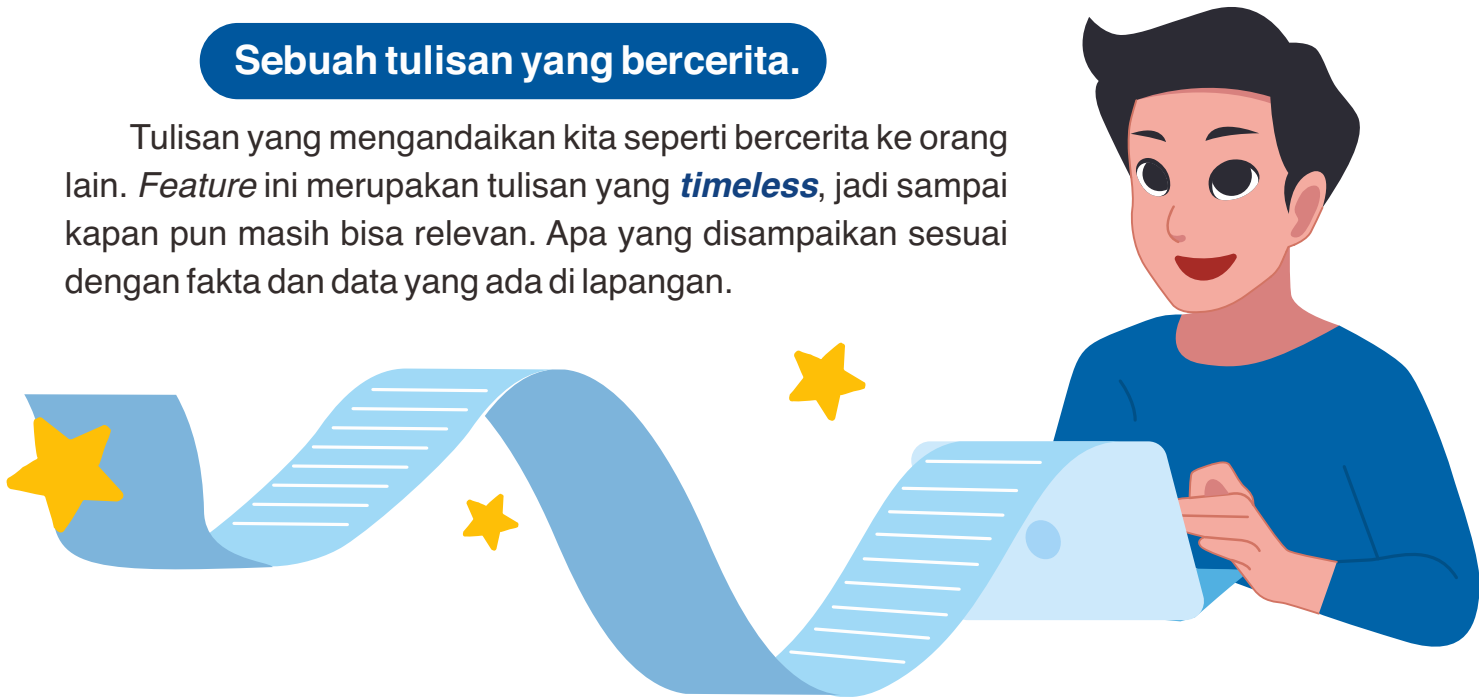 Sebuah tulisan yang bercerita.
Tulisan yang mengandaikan kita seperti bercerita ke orang
lain. Feature ini merupakan tulisan yang timeless, jadi sampai
kapan pun masih bisa relevan. Apa yang disampaikan sesuai
dengan fakta dan data yang ada di lapangan.